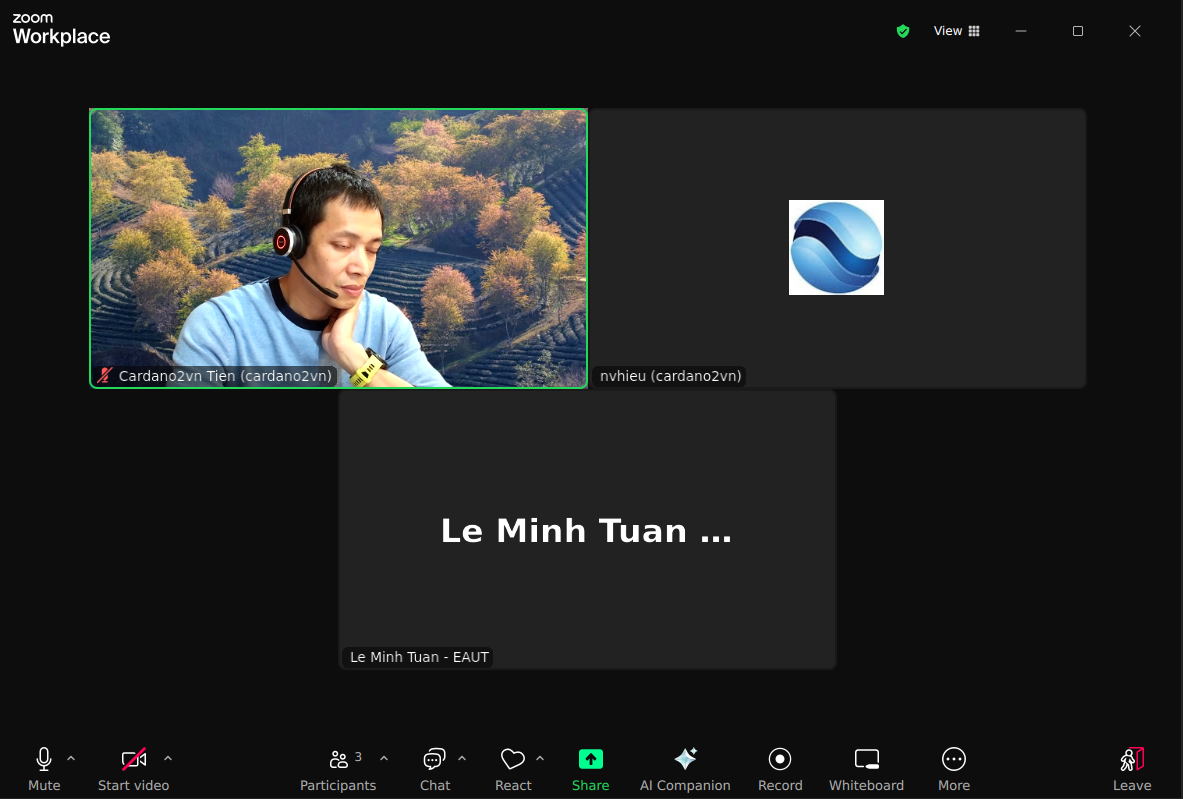 zoom
Workplace
View
Cardano2vn Tien (cardano2vn)
nvhieu (cardano2vn)
Le Minh Tuan ...
Le Minh Tuan - EAUT
Mute
Start video
3
Participants
Chat
React
Share
AI Companion
Record
Whiteboard
More
Leave